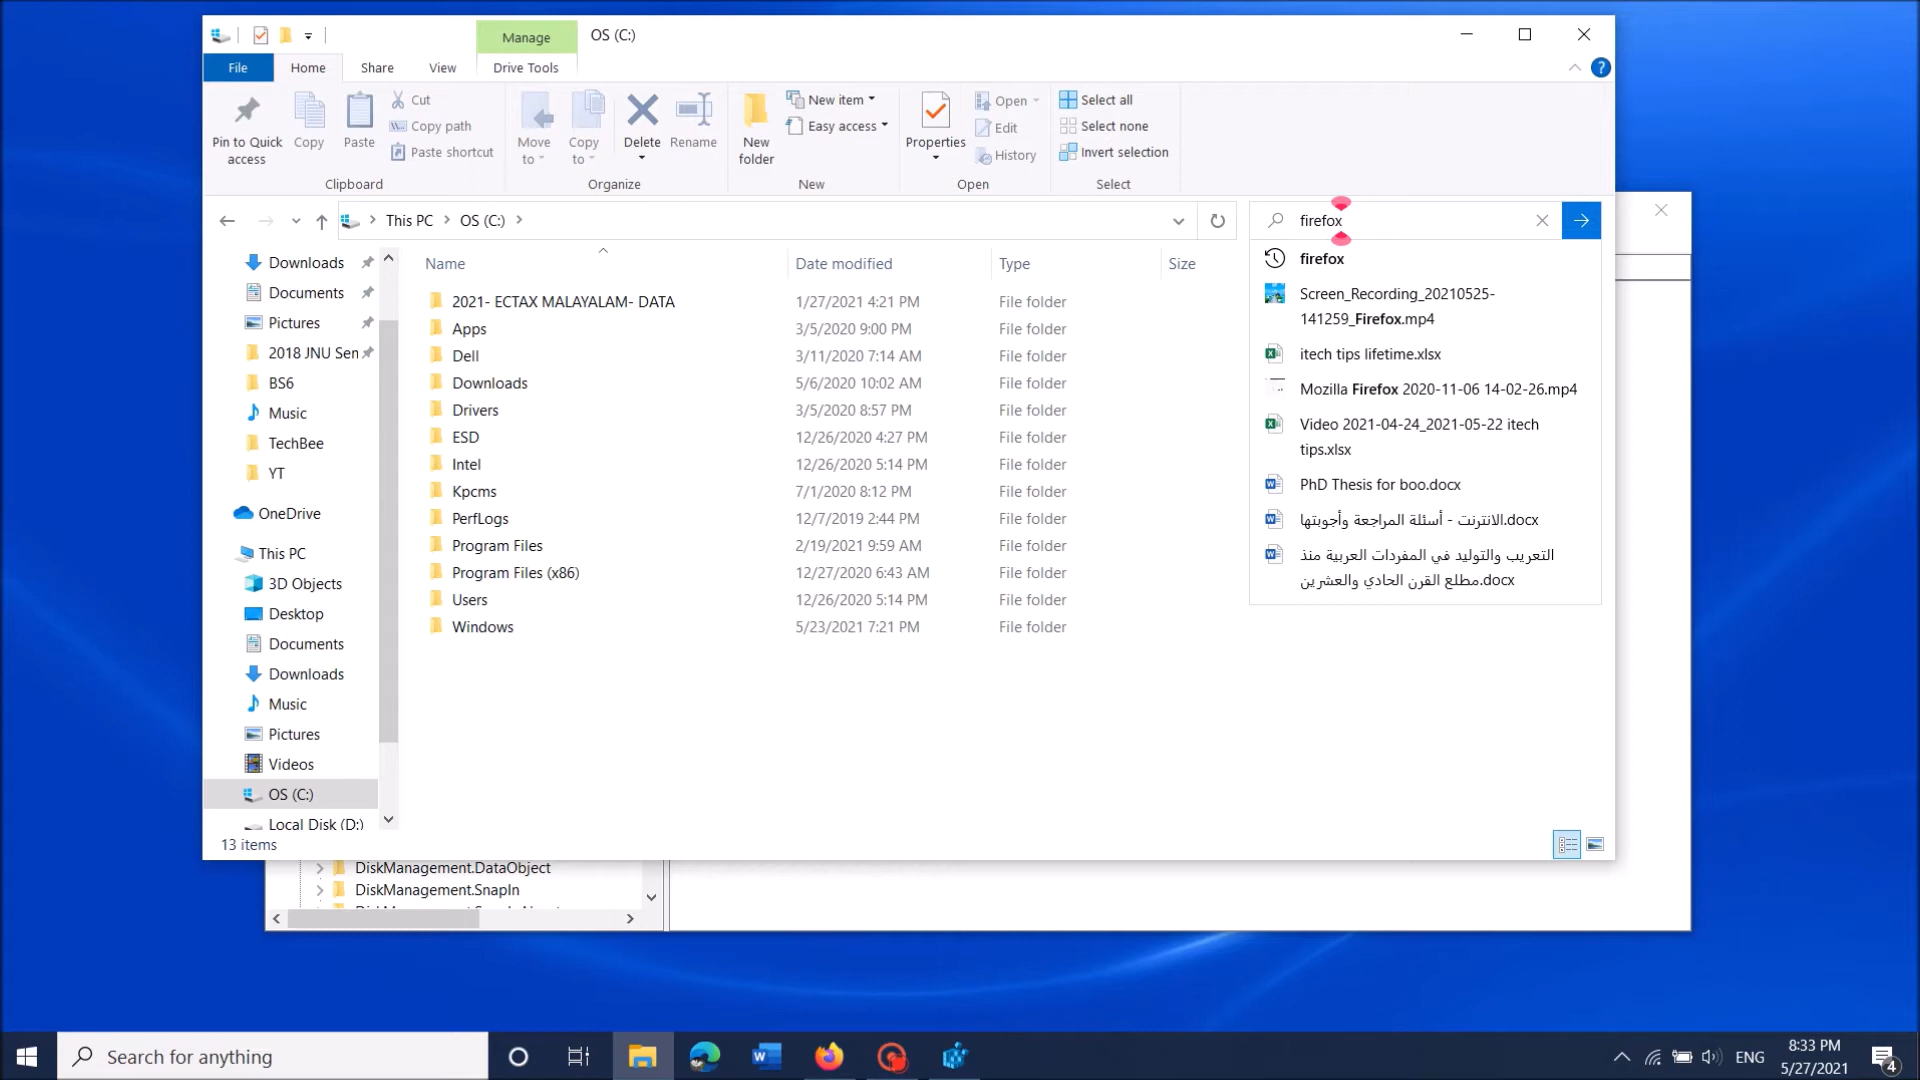 Manage
OS (C:)
File
Home
Share
View
Drive Tools
Pin to Quick access
Copy
Paste
Cut
Copy path
Paste shortcut
Clipboard
Move to
Copy to
Delete
Rename
Organize
New folder
New item
Easy access
New
Properties
Open
Edit
History
Open
Select all
Select none
Invert selection
Select
This PC
OS (C:)
firefox
Name
Date modified
Type
Size
Downloads
Documents
Pictures
2018 JNU Sen
BS6
Music
TechBee
YT
OneDrive
This PC
3D Objects
Desktop
Documents
Downloads
Music
Pictures
Videos
OS (C:)
Local Disk (D:)
2021- ECTAX MALAYALAM- DATA 1/27/2021 4:21 PM File folder
Apps 3/5/2020 9:00 PM File folder
Dell 3/11/2020 7:14 AM File folder
Downloads 5/6/2020 10:02 AM File folder
Drivers 3/5/2020 8:57 PM File folder
ESD 12/26/2020 4:27 PM File folder
Intel 12/26/2020 5:14 PM File folder
Kpcms 7/1/2020 8:12 PM File folder
PerfLogs 12/7/2019 2:44 PM File folder
Program Files 2/19/2021 9:59 AM File folder
Program Files (x86) 12/27/2020 6:43 AM File folder
Users 12/26/2020 5:14 PM File folder
Windows 5/23/2021 7:21 PM File folder
firefox
Screen_Recording_20210525-
141259_Firefox.mp4
itech tips lifetime.xlsx
Mozilla Firefox 2020-11-06 14-02-26.mp4
Video 2021-04-24_2021-05-22 itech
tips.xlsx
PhD Thesis for boo.docx
الانترنت - أسئلة المراجعة وأجوبتها.docx
التعريب والتوليد في المفردات العربية منذ
مطلع القرن الحادي والعشرين.docx
13 items
DiskManagement.DataObject
DiskManagement.SnapIn
Search for anything
ENG
8:33 PM
5/27/2021
4